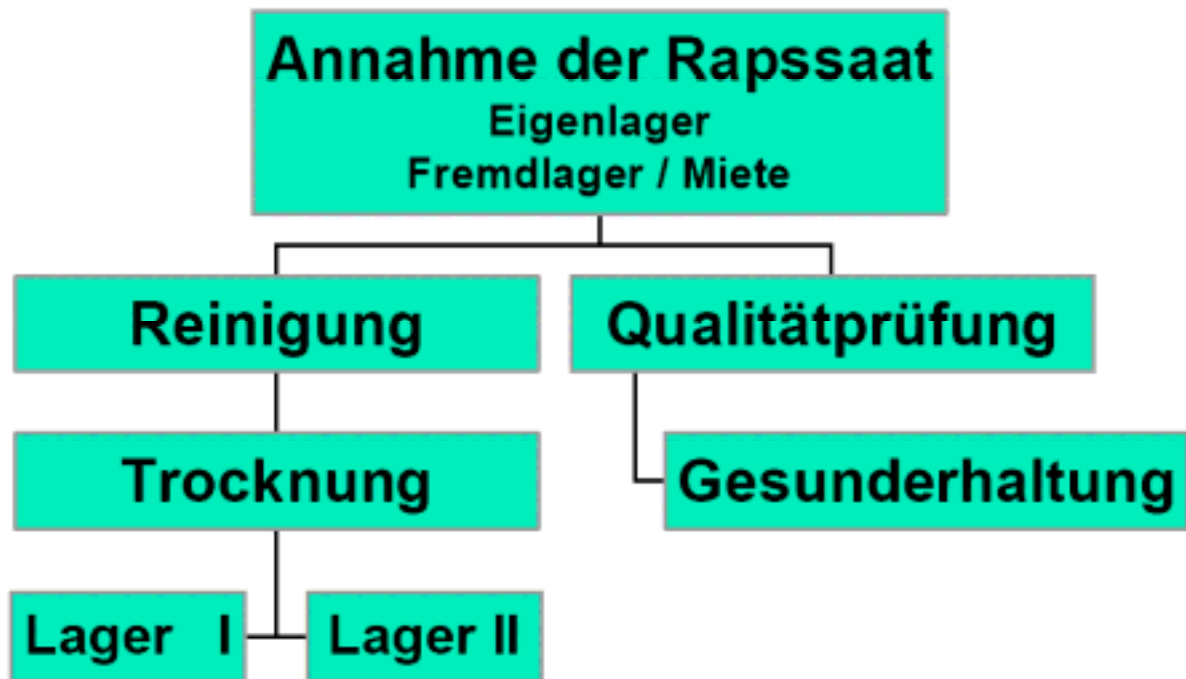 Annahme der Rapssaat
Eigenlager
Fremdlager / Miete
Reinigung
Qualitätprüfung
Trocknung
Gesunderhaltung
Lager I
Lager II